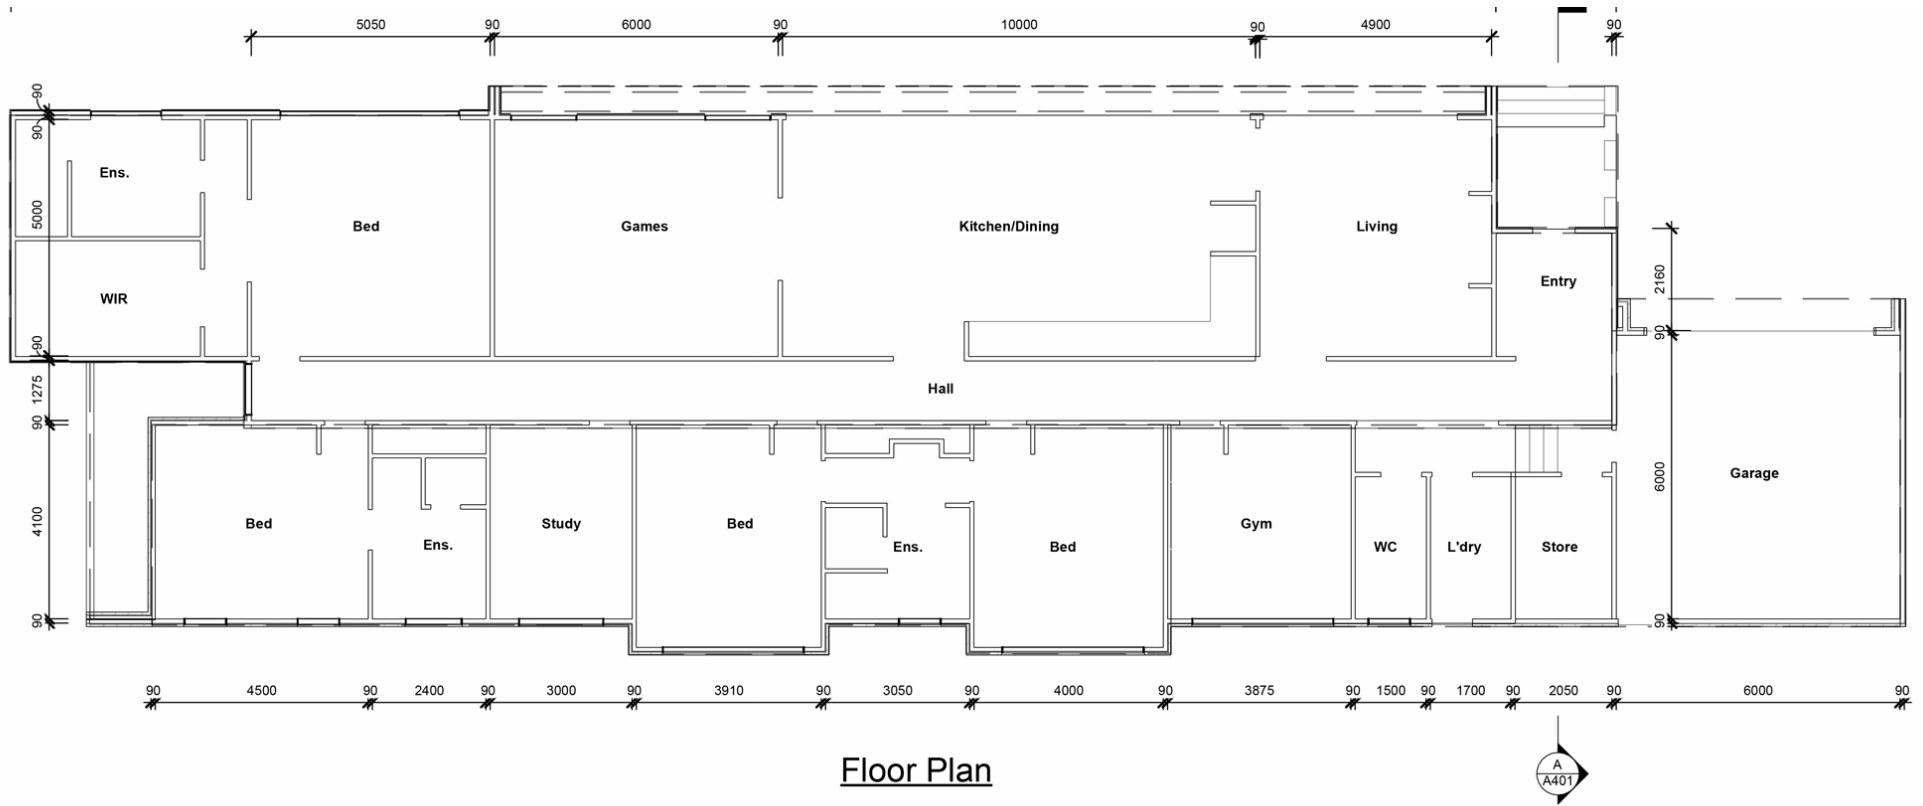 5050 90 6000 90 10000 90 4900 90
90
90
5000
90
1275
90
4100
90
Ens.
Bed
Games
Kitchen/Dining
Living
Entry
WIR
Hall
2160
90
6000
90
Garage
Bed
Ens.
Study
Bed
Ens.
Bed
Gym
WC
L'dry
Store
90 4500 90 2400 90 3000 90 3910 90 3050 90 4000 90 3875 90 1500 90 1700 90 2050 90 6000 90
Floor Plan
A
A401